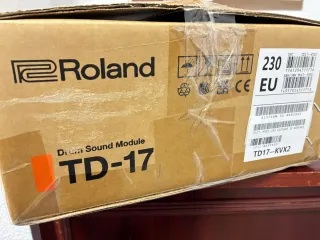 Roland
230
EU
Drum Sound Module
TD-17
TD17--KVX2